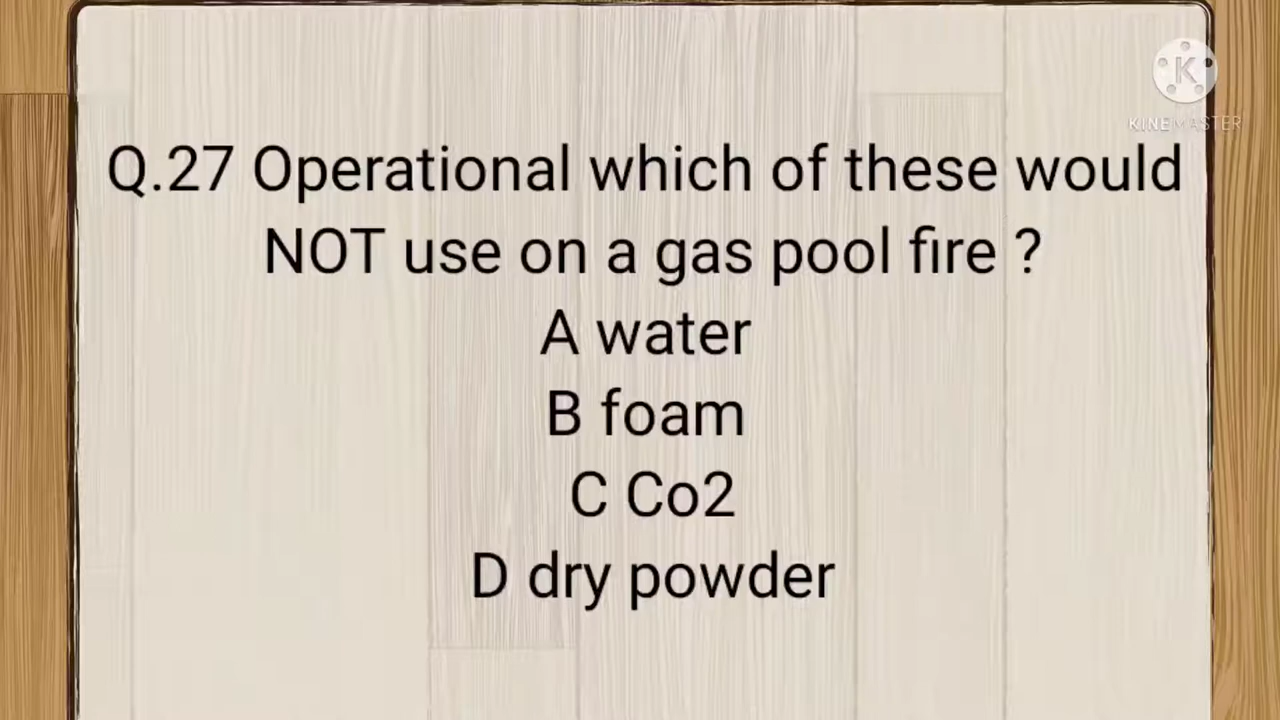 KINEMASTER
Q.27 Operational which of these would
NOT use on a gas pool fire ?
A water
B foam
C Co2
D dry powder